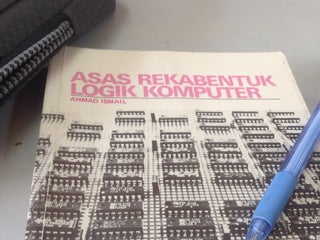 ASAS REKABENTUK
LOGIK KOMPUTER
AHMAD ISMAIL